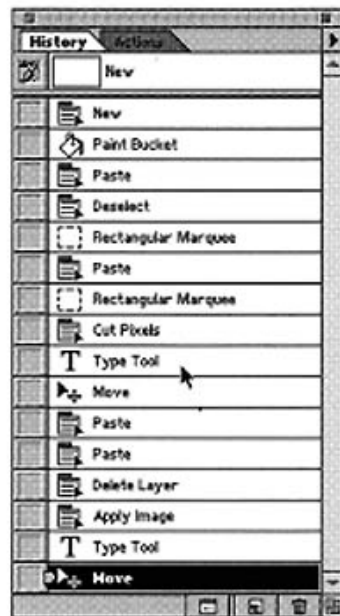 History Actions
New
New
Paint Bucket
Paste
Deselect
Rectangular Marquee
Paste
Rectangular Marquee
Cut Pixels
Type Tool
Move
Paste
Paste
Delete Layer
Apply Image
Type Tool
Move